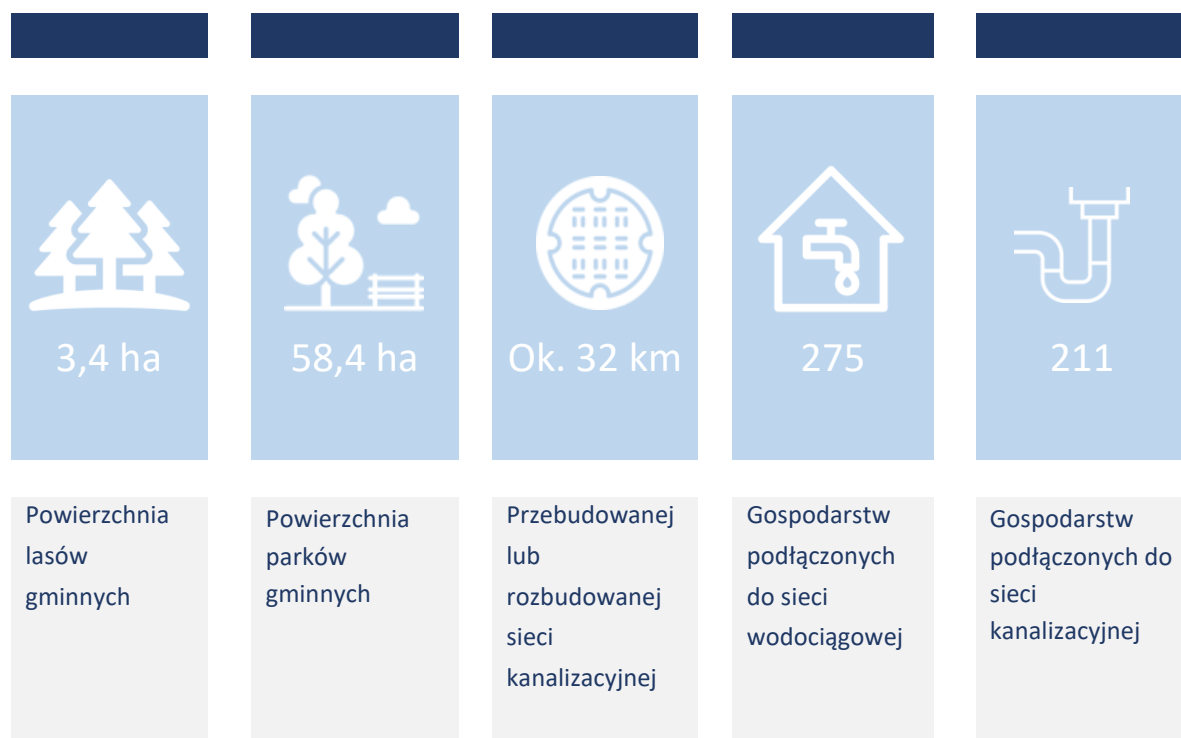 3,4 ha
58,4 ha
Ok. 32 km
275
211
Powierzchnia
lasów
gminnych
Powierzchnia
parków
gminnych
Przebudowanej
lub
rozbudowanej
sieci
kanalizacyjnej
Gospodarstw
podłączonych
do sieci
wodociągowej
Gospodarstw
podłączonych do
sieci
kanalizacyjnej